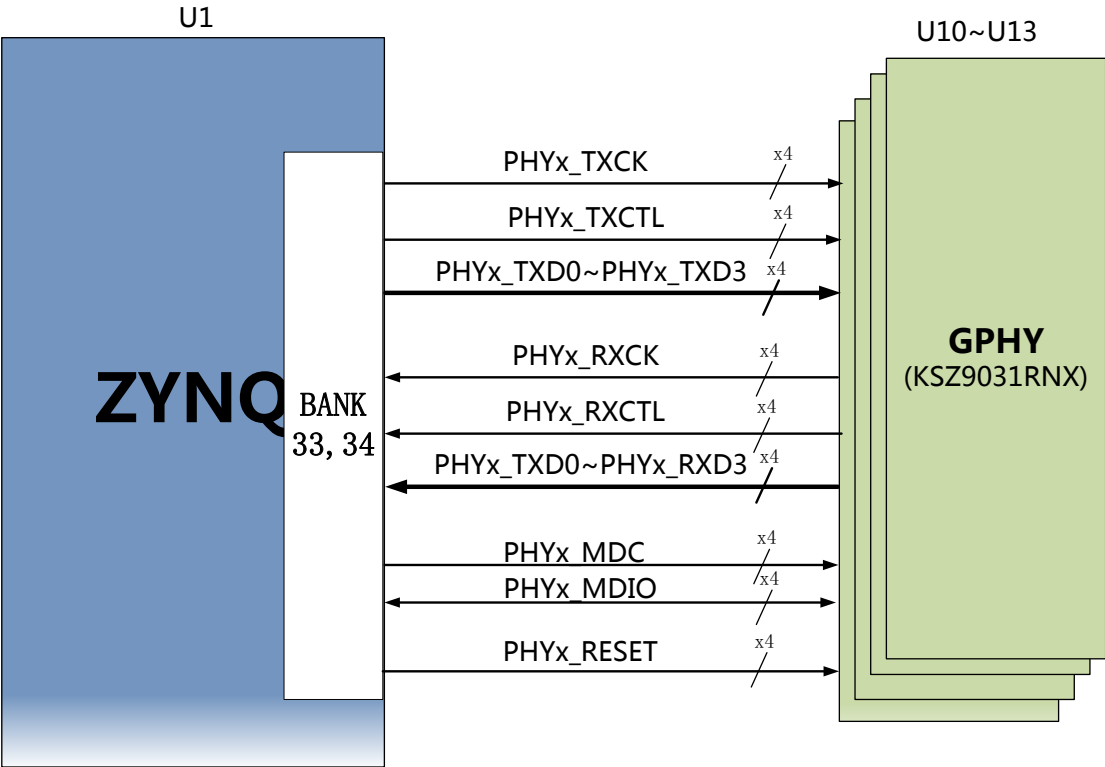 U1
U10~U13
PHYx_TXCK x4
PHYx_TXCTL x4
PHYx_TXD0~PHYx_TXD3 x4
PHYx_RXCK x4
PHYx_RXCTL x4
PHYx_TXD0~PHYx_RXD3 x4
PHYx_MDC x4
PHYx_MDIO x4
PHYx_RESET x4
ZYNQ
BANK
33, 34
GPHY
(KSZ9031RNX)